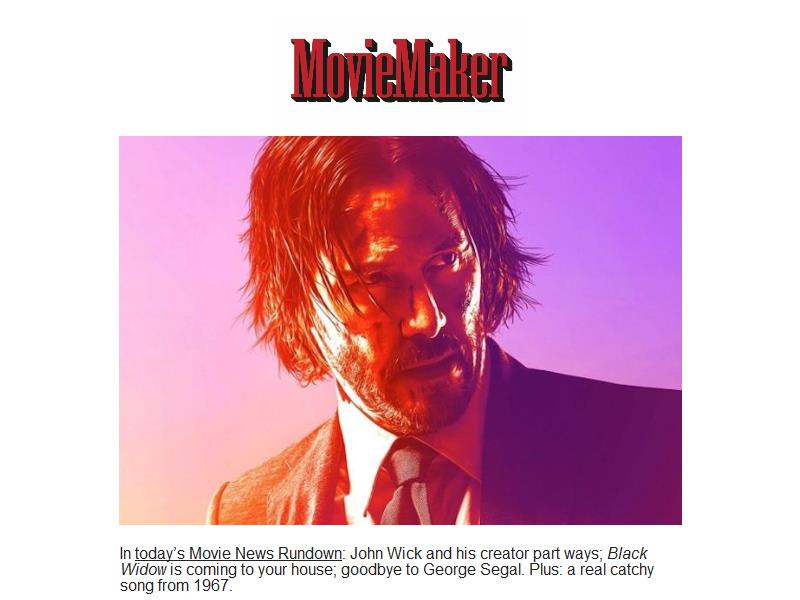 MovieMaker
In today's Movie News Rundown: John Wick and his creator part ways; Black
Widow is coming to your house; goodbye to George Segal. Plus: a real catchy
song from 1967.